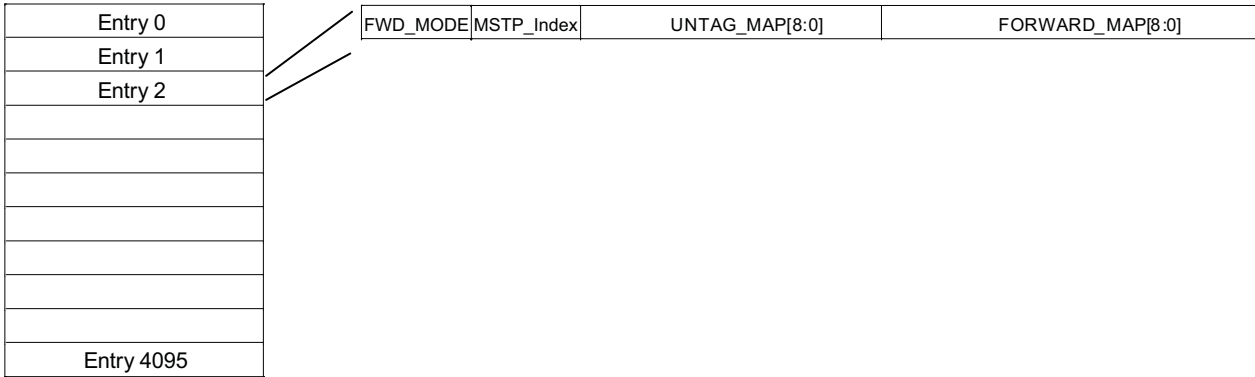 Entry 0
Entry 1
Entry 2
Entry 4095
FWD_MODE
MSTP_Index
UNTAG_MAP[8:0]
FORWARD_MAP[8:0]